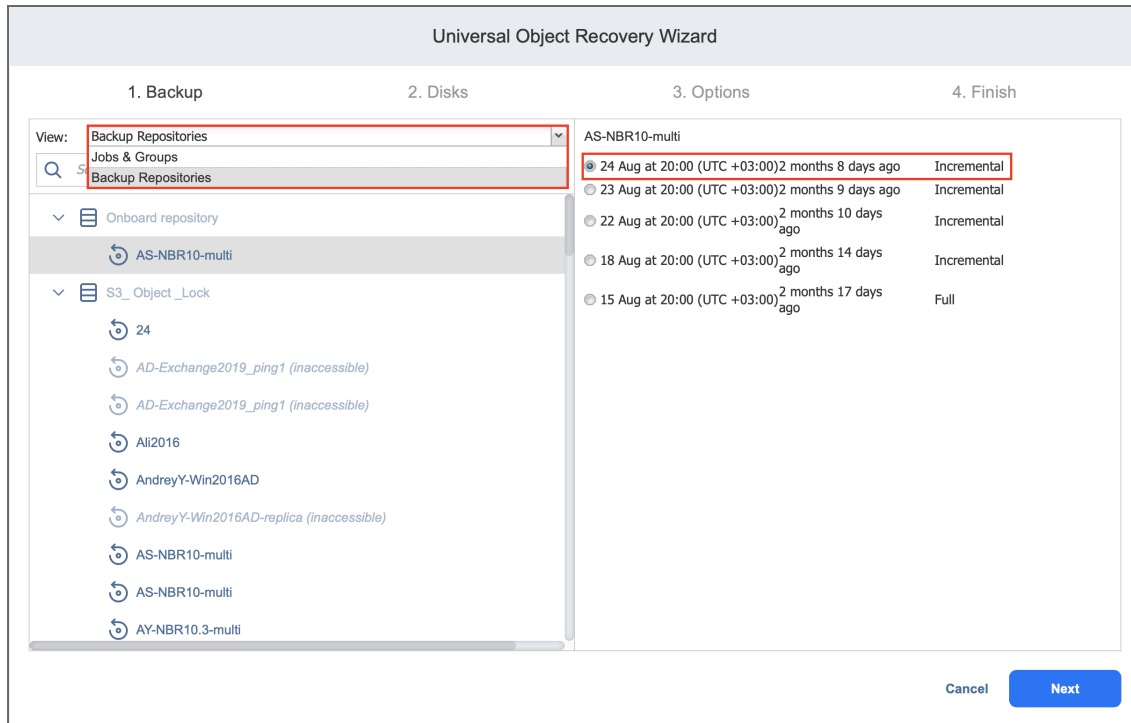 Universal Object Recovery Wizard
1. Backup
2. Disks
3. Options
4. Finish
View:
Backup Repositories
Jobs & Groups
Backup Repositories
Onboard repository
AS-NBR10-multi
S3_ Object _Lock
24
AD-Exchange2019_ping1 (inaccessible)
AD-Exchange2019_ping1 (inaccessible)
Ali2016
AndreyY-Win2016AD
AndreyY-Win2016AD-replica (inaccessible)
AS-NBR10-multi
AS-NBR10-multi
AY-NBR10.3-multi
AS-NBR10-multi
24 Aug at 20:00 (UTC +03:00)2 months 8 days ago Incremental
23 Aug at 20:00 (UTC +03:00)2 months 9 days ago Incremental
22 Aug at 20:00 (UTC +03:00)2 months 10 days
ago
Incremental
18 Aug at 20:00 (UTC +03:00)2 months 14 days
ago
Incremental
15 Aug at 20:00 (UTC +03:00)2 months 17 days
ago
Full
Cancel
Next